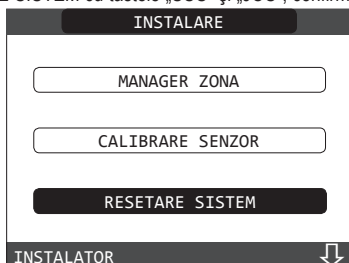 INSTALARE
MANAGER ZONA
CALIBRARE SENZOR
RESETARE SISTEM
INSTALATOR